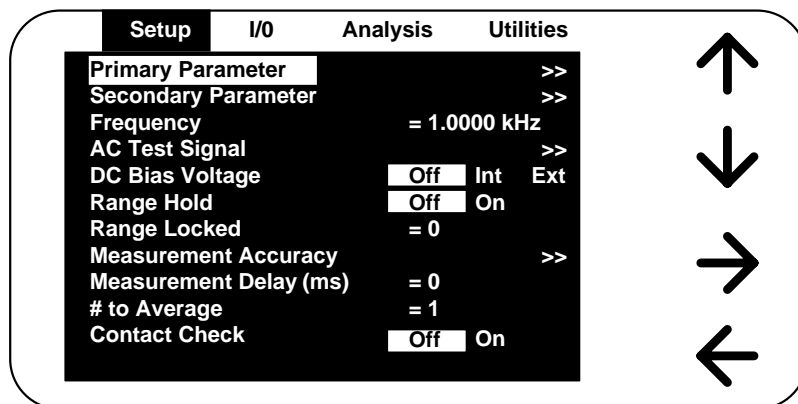 Setup I/0 Analysis Utilities
Primary Parameter >>
Secondary Parameter >>
Frequency = 1.0000 kHz
AC Test Signal >>
DC Bias Voltage Off Int Ext
Range Hold Off On
Range Locked = 0
Measurement Accuracy >>
Measurement Delay (ms) = 0
# to Average = 1
Contact Check Off On